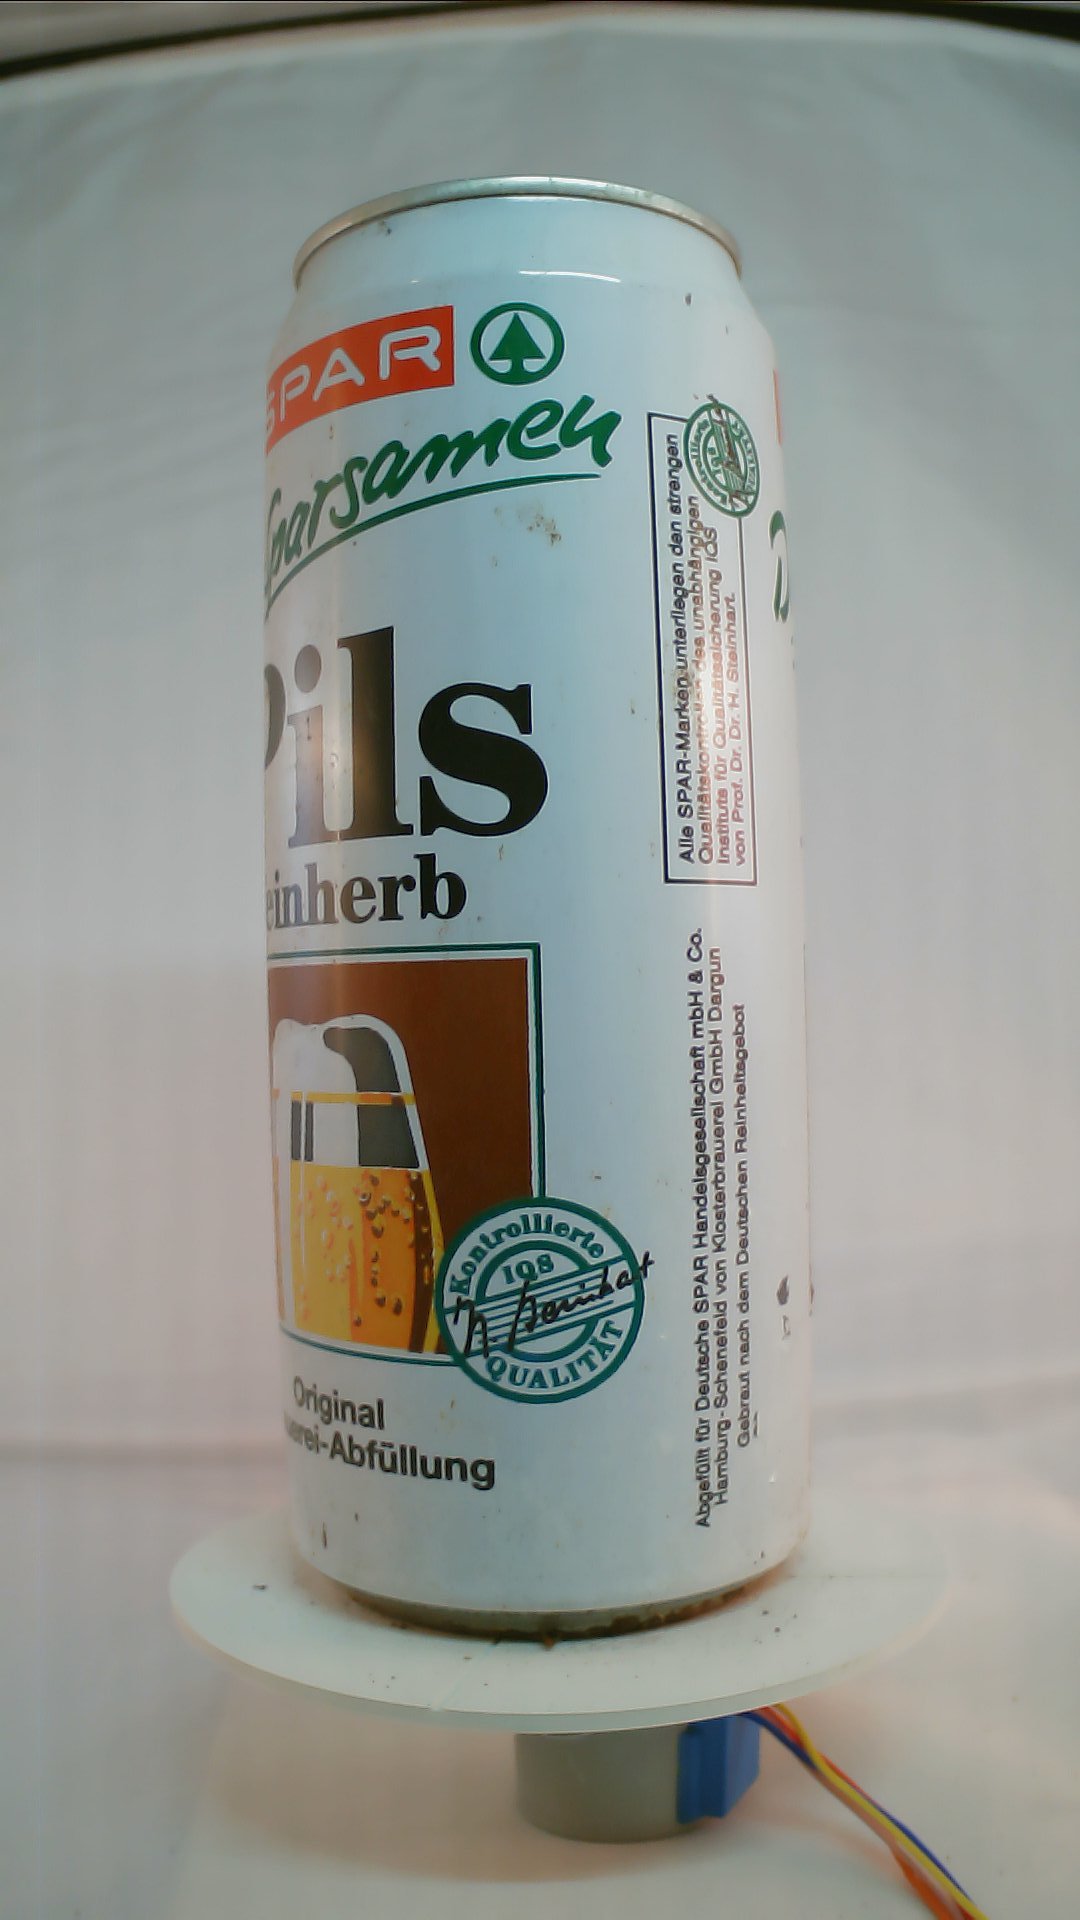 SPAR
Sparsamen
Pils
einherb
Kontrollierte
IQS
H. Steinhart
QUALITÄT
Original
erei-Abfüllung
Alle SPAR-Marken unterliegen den strengen
Qualitätskontrollen des unabhängigen
Instituts für Qualitätssicherung IQS
von Prof. Dr. Dr. H. Steinhart.
Abgefüllt für Deutsche SPAR Handelsgesellschaft mbH & Co.
Hamburg-Schenefeld von Klosterbrauerei GmbH Dargun
Gebraut nach dem Deutschen Reinheitsgebot